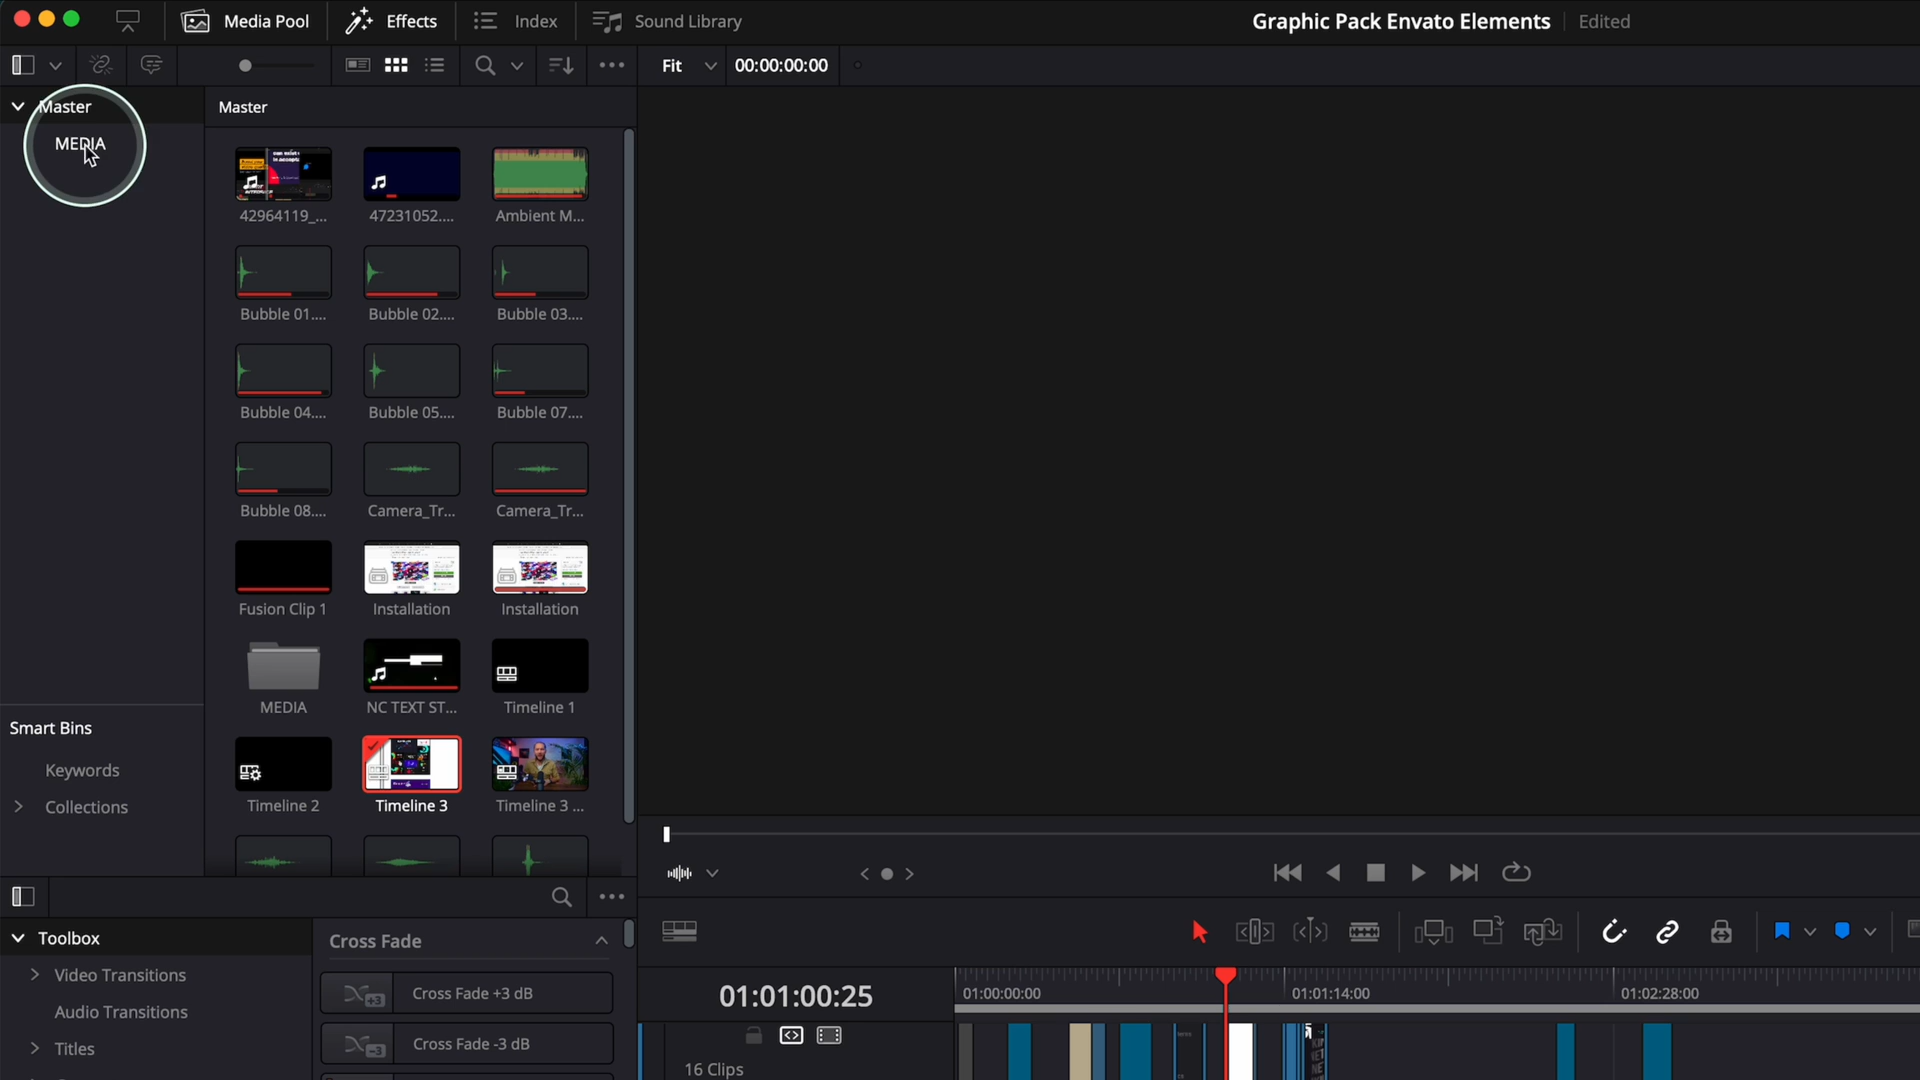 Media Pool
Effects
Index
Sound Library
Graphic Pack Envato Elements
Edited
Fit
00:00:00:00
Master
MEDIA
Master
42964119_...
47231052....
Ambient M...
Bubble 01....
Bubble 02....
Bubble 03....
Bubble 04....
Bubble 05....
Bubble 07....
Bubble 08....
Camera_Tr...
Camera_Tr...
Fusion Clip 1
Installation
Installation
MEDIA
NC TEXT ST...
Timeline 1
Timeline 2
Timeline 3
Timeline 3 ...
Smart Bins
Keywords
Collections
Toolbox
Video Transitions
Audio Transitions
Titles
Cross Fade
+3
Cross Fade +3 dB
-3
Cross Fade -3 dB
01:01:00:25
01:00:00:00
01:01:14:00
01:02:28:00
16 Clips